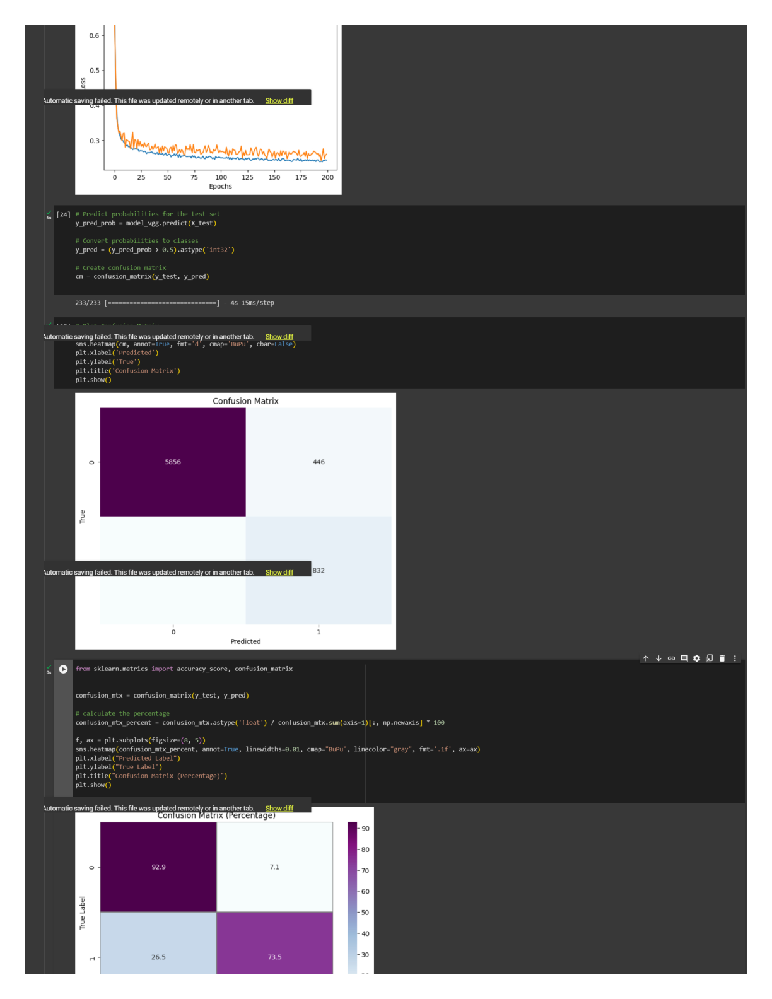 0.6
0.5
Automatic saving failed. This file was updated remotely or in another tab. Show diff
0.4
0.3
0 25 50 75 100 125 150 175 200
Epochs
6s
[24] # Predict probabilities for the test set
y_pred_prob = model_vgg.predict(X_test)
# Convert probabilities to classes
y_pred = (y_pred_prob > 0.5).astype('int32')
# Create confusion matrix
cm = confusion_matrix(y_test, y_pred)
233/233 [==============================] - 4s 15ms/step
Automatic saving failed. This file was updated remotely or in another tab. Show diff
sns.heatmap(cm, annot=True, fmt='d', cmap='BuPu', cbar=False)
plt.xlabel('Predicted')
plt.ylabel('True')
plt.title('Confusion Matrix')
plt.show()
Confusion Matrix
0
5856 446
True
Automatic saving failed. This file was updated remotely or in another tab. Show diff
832
0 1
Predicted
0s
from sklearn.metrics import accuracy_score, confusion_matrix
confusion_mtx = confusion_matrix(y_test, y_pred)
# calculate the percentage
confusion_mtx_percent = confusion_mtx.astype('float') / confusion_mtx.sum(axis=1)[:, np.newaxis] * 100
f, ax = plt.subplots(figsize=(8, 5))
sns.heatmap(confusion_mtx_percent, annot=True, linewidths=0.01, cmap="BuPu", linecolor="gray", fmt='.1f', ax=ax)
plt.xlabel("Predicted Label")
plt.ylabel("True Label")
plt.title("Confusion Matrix (Percentage)")
plt.show()
Automatic saving failed. This file was updated remotely or in another tab. Show diff
Confusion Matrix (Percentage)
90
80
0
92.9 7.1
70
60
True Label
50
40
30
1
26.5 73.5